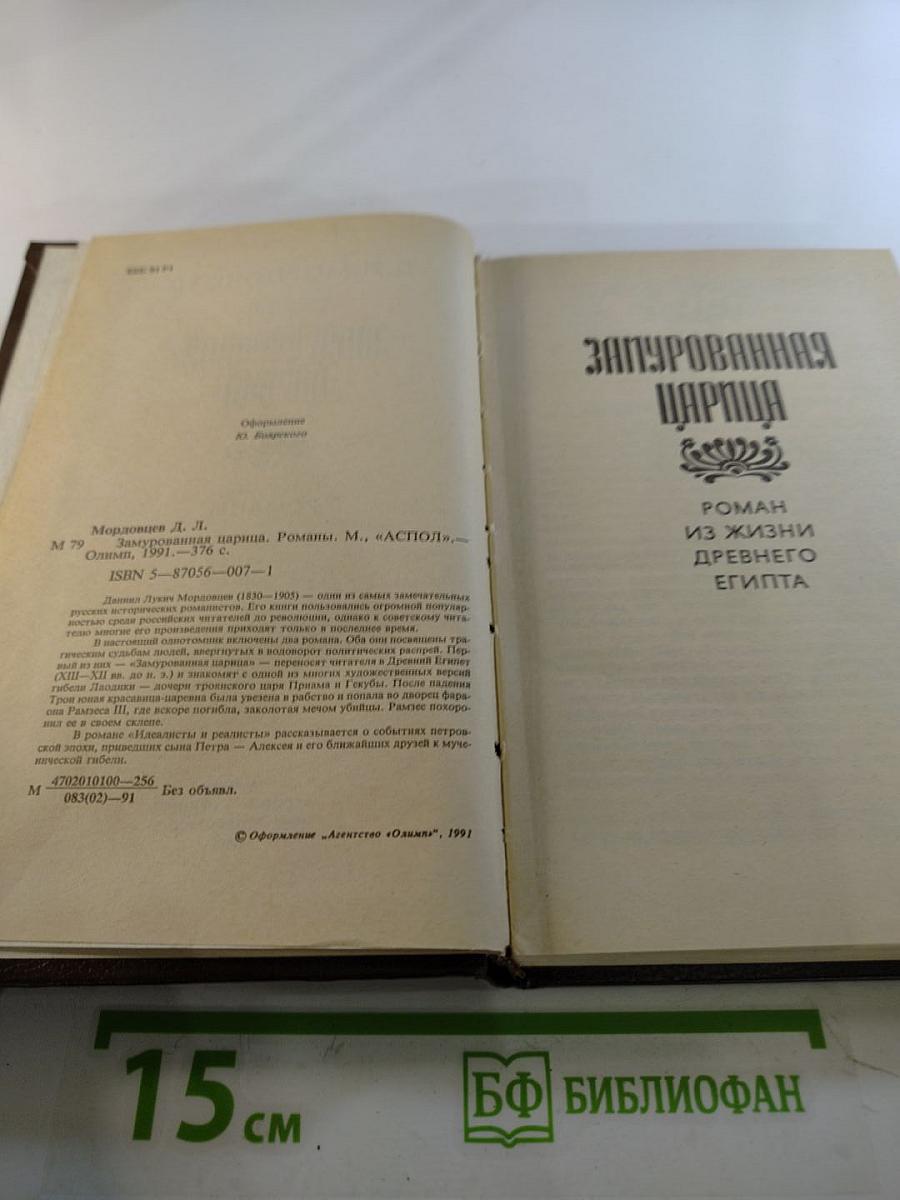 ББК 84 Р1
Оформление
Ю. Боярского
Мордовцев Д. Л.
М 79 Замурованная царица. Романы. М., «АСПОЛ»,—
Олимп, 1991.—376 с.
ISBN 5—87056—007—1
Даниил Лукич Мордовцев (1830—1905) — один из самых замечательных
русских исторических романистов. Его книги пользовались огромной популяр-
ностью среди российских читателей до революции, однако к советскому чита-
телю многие его произведения приходят только в последнее время.
В настоящий однотомник включены два романа. Оба они посвящены тра-
гическим судьбам людей, ввергнутых в водоворот политических распрей. Пер-
вый из них — «Замурованная царица» — переносят читателя в Древний Египет
(XIII—XII вв. до н. э.) и знакомят с одной из многих художественных версий
гибели Лаодики — дочери троянского царя Приама и Гекубы. После падения
Трои юная красавица-царевна была увезена в рабство и попала во дворец фара-
она Рамзеса III, где вскоре погибла, заколотая мечом убийцы. Рамзес похоро-
нил ее в своем склепе.
В романе «Идеалисты и реалисты» рассказывается о событиях петров-
ской эпохи, приведших сына Петра — Алексея и его ближайших друзей к муче-
нической гибели.
М 4702010100—256
083(02)—91 Без объявл.
© Оформление „Агентство «Олимп»", 1991
ЗАМУРОВАННАЯ
ЦАРИЦА
РОМАН
ИЗ ЖИЗНИ
ДРЕВНЕГО
ЕГИПТА
15 см
БФ БИБЛИОФАН